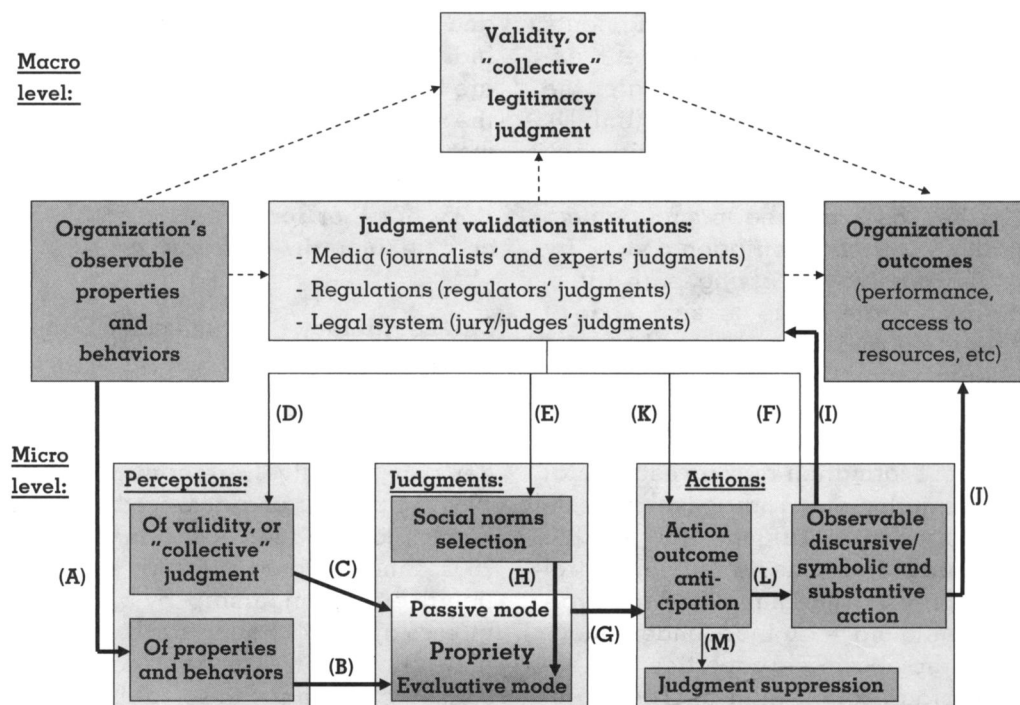 Macro
level:
Validity, or
"collective"
legitimacy
judgment
Organization's
observable
properties
and
behaviors
Judgment validation institutions:
- Media (journalists' and experts' judgments)
- Regulations (regulators' judgments)
- Legal system (jury/judges' judgments)
Organizational
outcomes
(performance,
access to
resources, etc)
(D)
(E)
(K)
(F)
(I)
Micro
level:
Perceptions:
Of validity, or
"collective"
judgment
(A)
(C)
Of properties
and behaviors
(B)
Judgments:
Social norms
selection
(H)
Passive mode
Propriety
Evaluative mode
(G)
Actions:
Action
outcome
anti-
cipation
(L)
(M)
Observable
discursive/
symbolic and
substantive
action
(J)
Judgment suppression